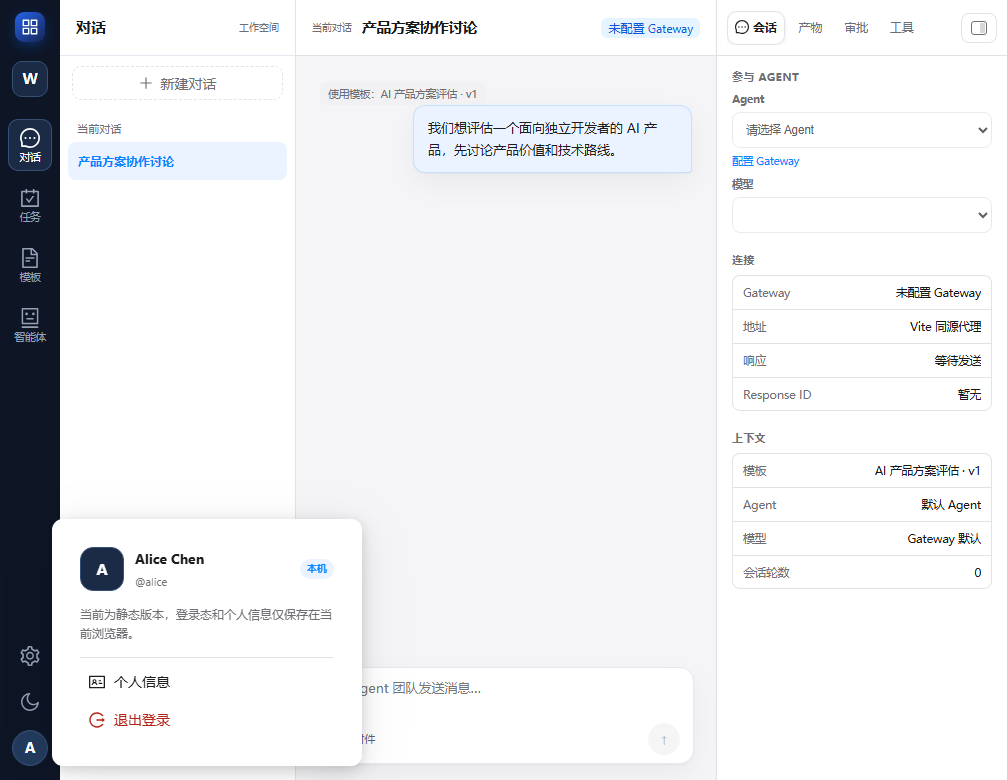 W
对话
任务
模板
智能体
A
对话
工作空间
新建对话
当前对话
产品方案协作讨论
当前对话
产品方案协作讨论
未配置 Gateway
使用模板：AI 产品方案评估 · v1
我们想评估一个面向独立开发者的 AI 产
品，先讨论产品价值和技术路线。
gent 团队发送消息...
件
↑
A
Alice Chen
@alice
本机
当前为静态版本，登录态和个人信息仅保存在当
前浏览器。
个人信息
退出登录
会话
产物
审批
工具
参与 AGENT
Agent
请选择 Agent
配置 Gateway
模型
连接
Gateway
未配置 Gateway
地址
Vite 同源代理
响应
等待发送
Response ID
暂无
上下文
模板
AI 产品方案评估 · v1
Agent
默认 Agent
模型
Gateway 默认
会话轮数
0